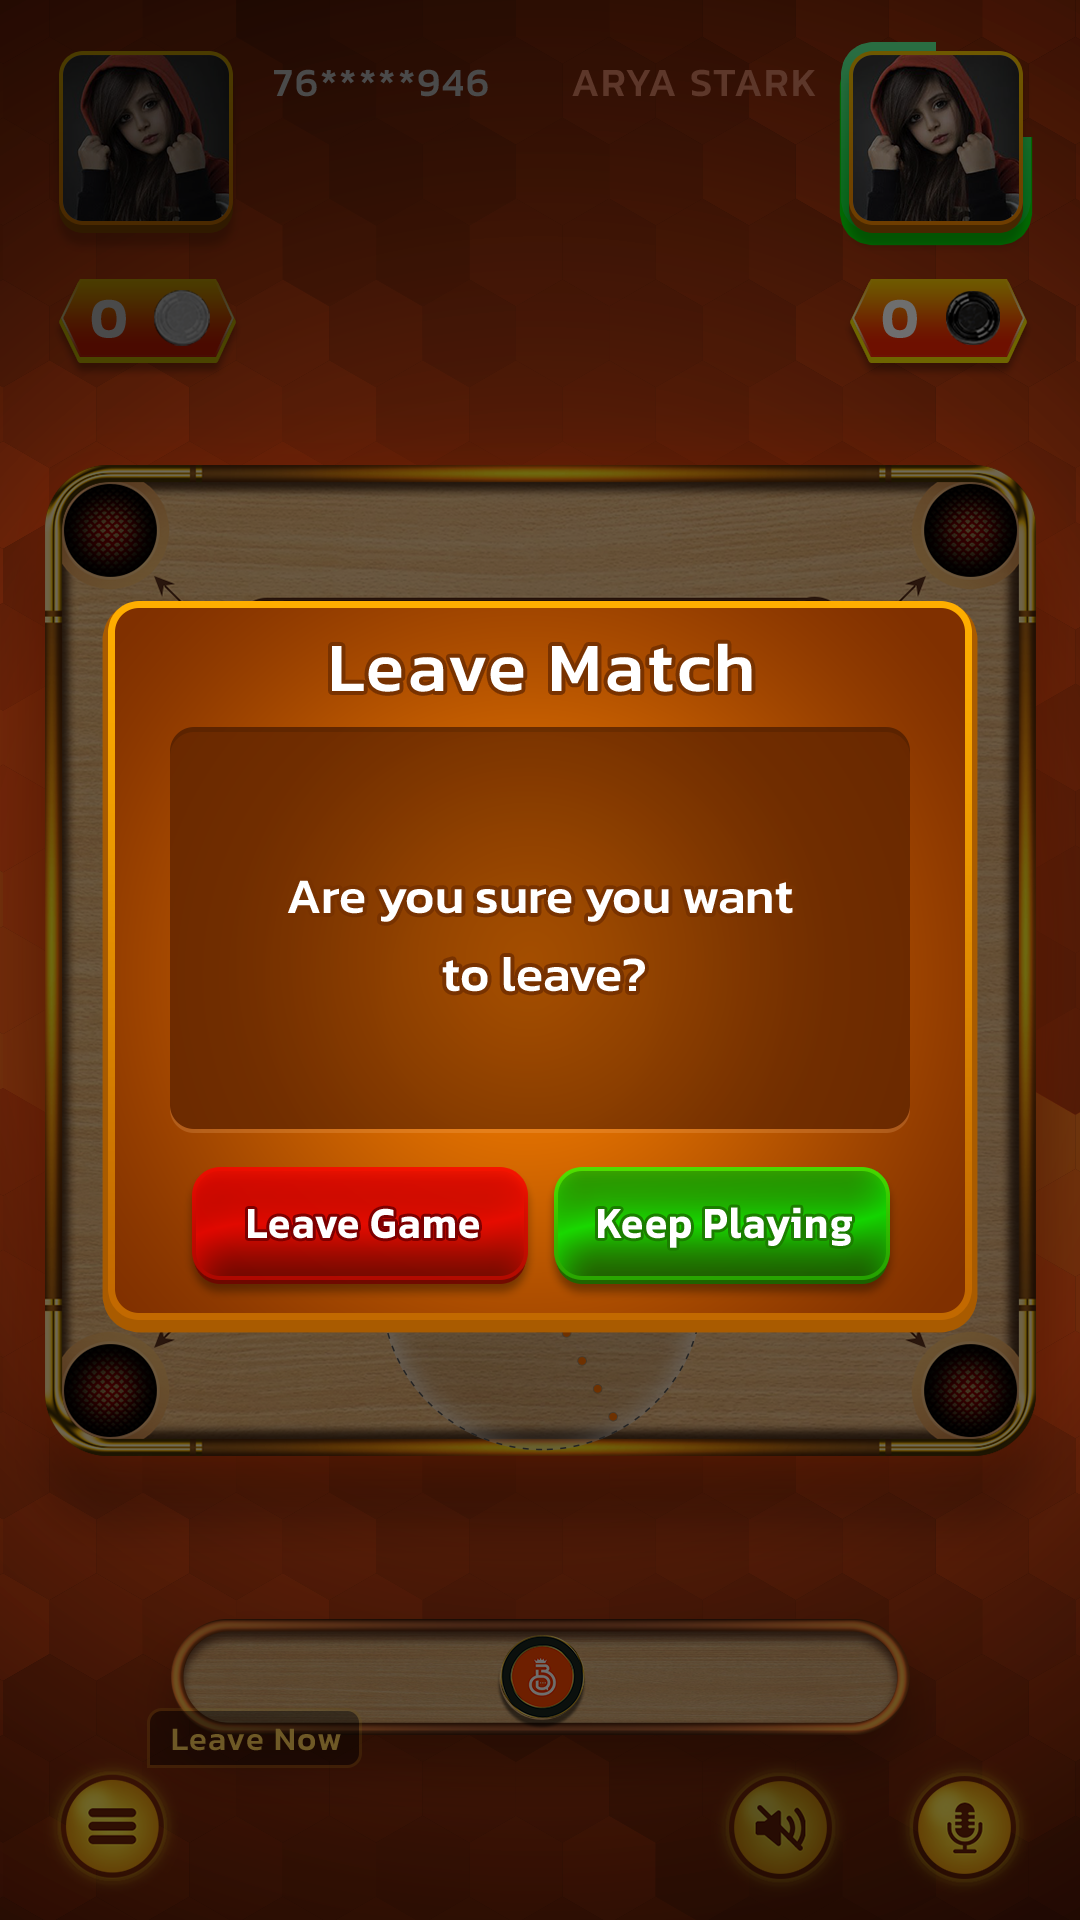 76*****946
ARYA STARK
0
0
Leave Match
Are you sure you want
to leave?
Leave Game
Keep Playing
Leave Now